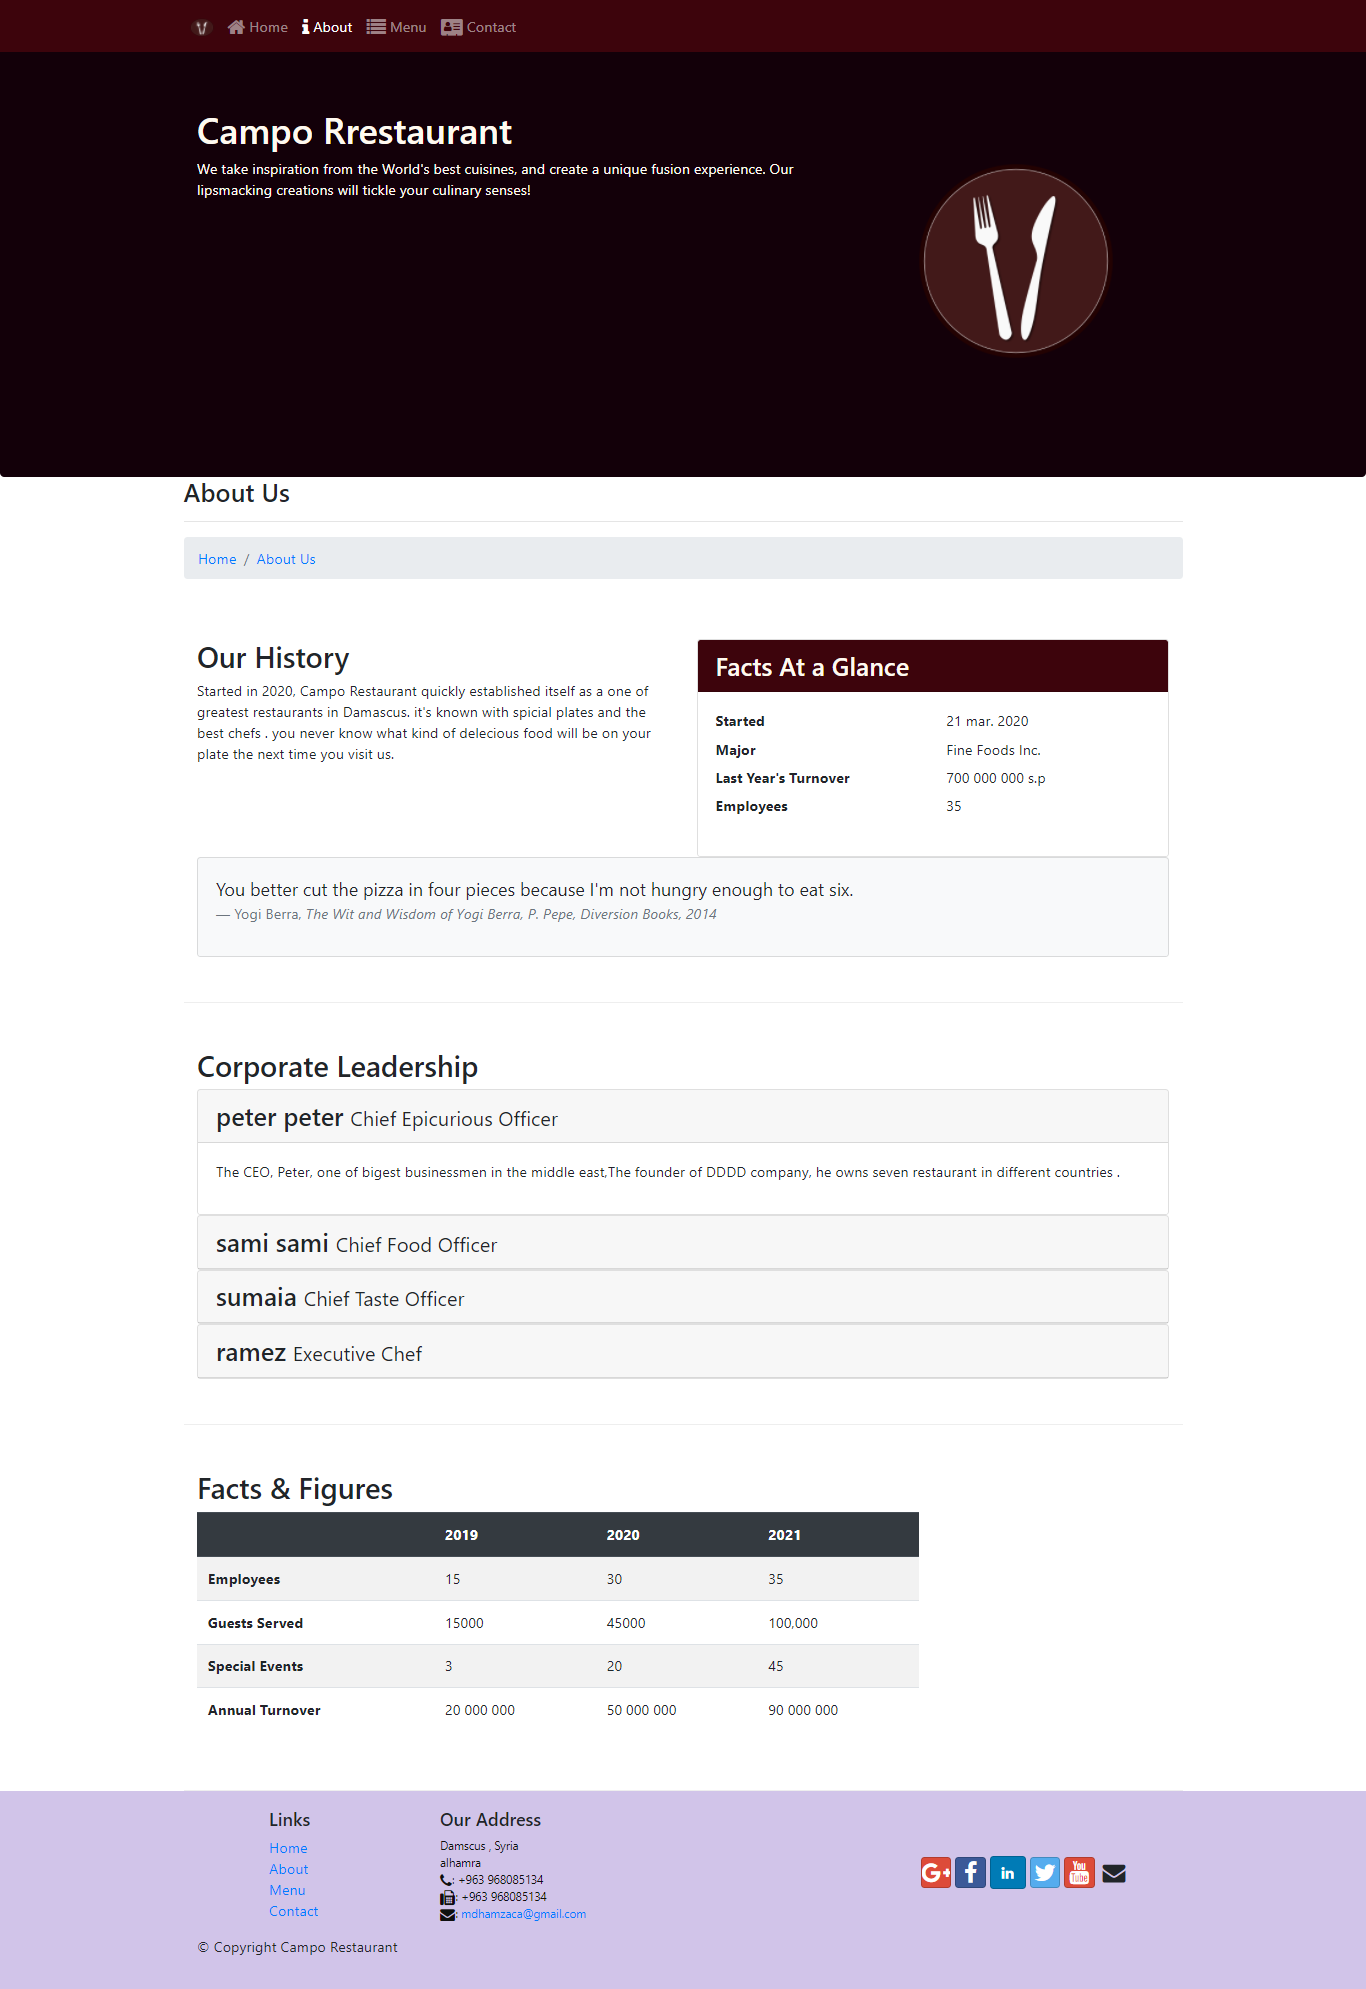 Home About Menu Contact
Campo Rrestaurant
We take inspiration from the World's best cuisines, and create a unique fusion experience. Our
lipsmacking creations will tickle your culinary senses!
About Us
Home / About Us
Our History
Started in 2020, Campo Restaurant quickly established itself as a one of
greatest restaurants in Damascus. it's known with spicial plates and the
best chefs . you never know what kind of delecious food will be on your
plate the next time you visit us.
Facts At a Glance
Started 21 mar. 2020
Major Fine Foods Inc.
Last Year's Turnover 700 000 000 s.p
Employees 35
You better cut the pizza in four pieces because I'm not hungry enough to eat six.
— Yogi Berra, The Wit and Wisdom of Yogi Berra, P. Pepe, Diversion Books, 2014
Corporate Leadership
peter peter Chief Epicurious Officer
The CEO, Peter, one of bigest businessmen in the middle east,The founder of DDDD company, he owns seven restaurant in different countries .
sami sami Chief Food Officer
sumaia Chief Taste Officer
ramez Executive Chef
Facts & Figures
2019 2020 2021
Employees 15 30 35
Guests Served 15000 45000 100,000
Special Events 3 20 45
Annual Turnover 20 000 000 50 000 000 90 000 000
Links
Home
About
Menu
Contact
Our Address
Damscus , Syria
alhamra
: +963 968085134
: +963 968085134
: mdhamzaca@gmail.com
G+ f in You Tube
© Copyright Campo Restaurant